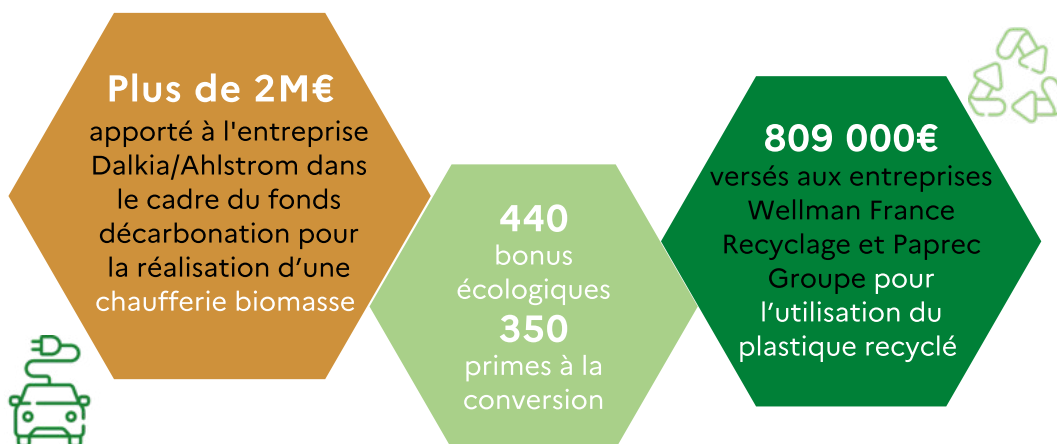 Plus de 2M€
apporté à l'entreprise
Dalkia/Ahlstrom dans
le cadre du fonds
décarbonation pour
la réalisation d’une
chaufferie biomasse
440
bonus
écologiques
350
primes à la
conversion
809 000€
versés aux entreprises
Wellman France
Recyclage et Paprec
Groupe pour
l’utilisation du
plastique recyclé